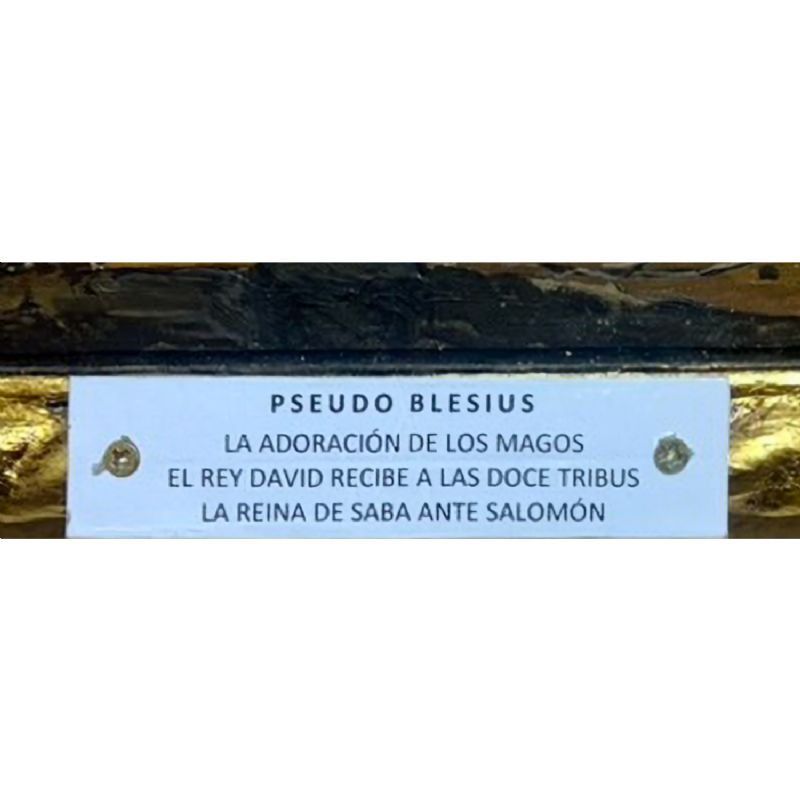 PSEUDO BLESIUS
LA ADORACIÓN DE LOS MAGOS
EL REY DAVID RECIBE A LAS DOCE TRIBUS
LA REINA DE SABA ANTE SALOMÓN